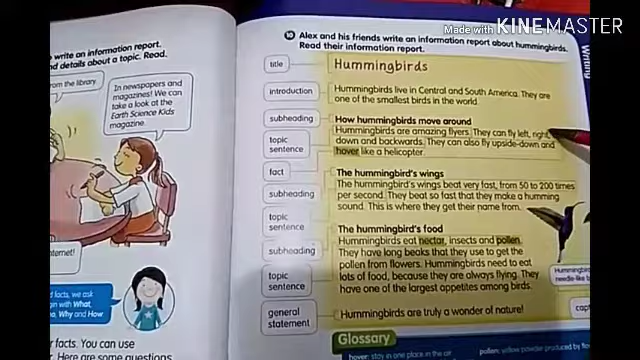 Made with KINEMASTER
write an information report.
nd details about a topic. Read.
rom the library.
In newspapers and
magazines! We can
take a look at the
Earth Science Kids
magazine.
nternet!
d facts, we ask
gin with What,
Why and How
r facts. You can use
Here are some questions
10 Alex and his friends write an information report about hummingbirds.
Read their information report.
Writing
title
Hummingbirds
introduction
Hummingbirds live in Central and South America. They are
one of the smallest birds in the world.
subheading
How hummingbirds move around
topic
sentence
Hummingbirds are amazing flyers. They can fly left, right,
down and backwards. They can also fly upside-down and
hover like a helicopter.
fact
subheading
The hummingbird's wings
The hummingbird's wings beat very fast, from 50 to 200 times
per second. They beat so fast that they make a humming
sound. This is where they get their name from.
topic
sentence
subheading
The hummingbird's food
topic
sentence
Hummingbirds eat nectar, insects and pollen.
They have long beaks that they use to get the
pollen from flowers. Hummingbirds need to eat
lots of food, because they are always flying. They
have one of the largest appetites among birds.
Hummingbird
needle-like b
general
statement
Hummingbirds are truly a wonder of nature!
capt
Glossary
hover: stay in one place in the air
pollen: yellow powder produced by flo